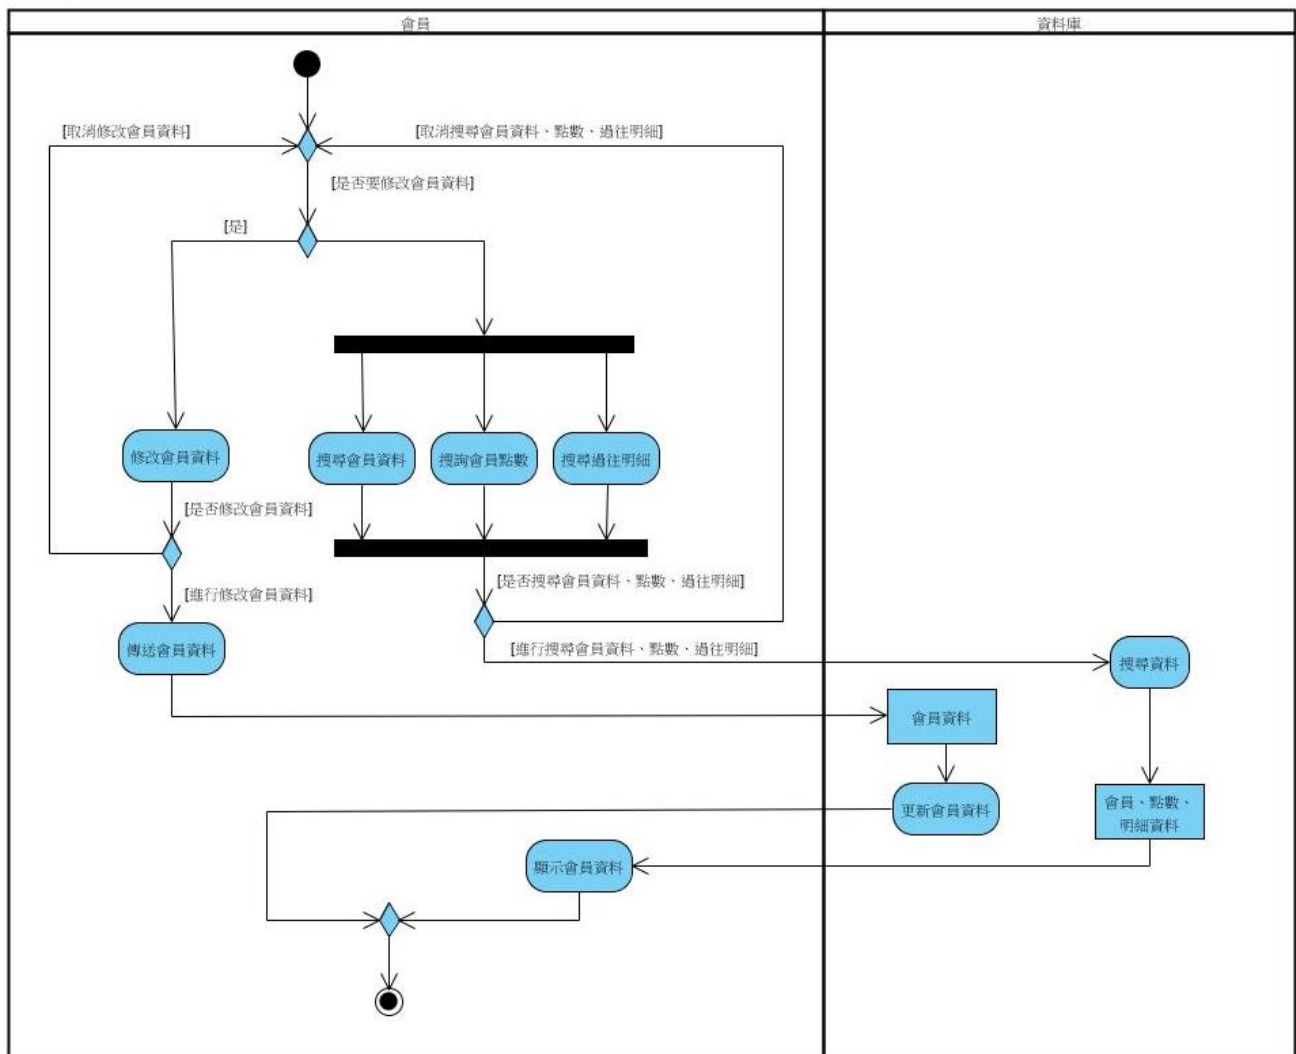 會員
資料庫
[取消修改會員資料]
[取消搜尋會員資料、點數、過往明細]
[是否要修改會員資料]
[是]
修改會員資料
搜尋會員資料
搜詢會員點數
搜尋過往明細
[是否修改會員資料]
[是否搜尋會員資料、點數、過往明細]
[進行修改會員資料]
傳送會員資料
[進行搜尋會員資料、點數、過往明細]
搜尋資料
會員資料
更新會員資料
會員、點數、
明細資料
顯示會員資料